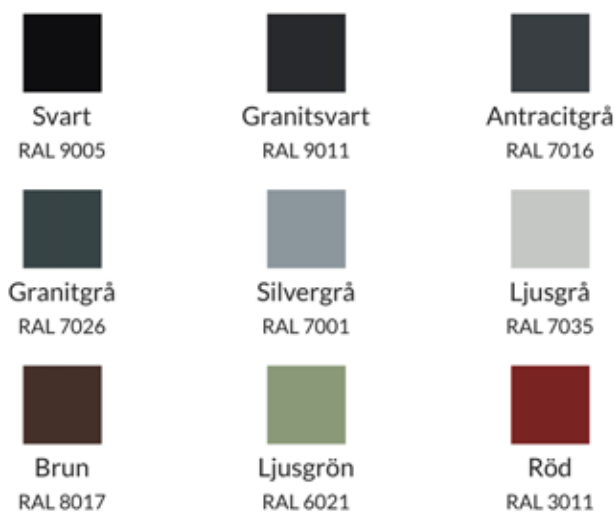 Svart
RAL 9005
Granitsvart
RAL 9011
Antracitgrå
RAL 7016
Granitgrå
RAL 7026
Silvergrå
RAL 7001
Ljusgrå
RAL 7035
Brun
RAL 8017
Ljusgrön
RAL 6021
Röd
RAL 3011